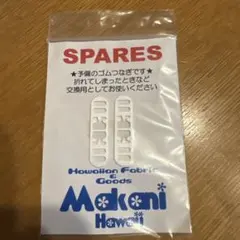 SPARES
★予備のゴムつなぎです★
折れてしまったときなど
交換用としてお使いください
Hawaiian Fabric
&
Goods
Makani
Hawaii